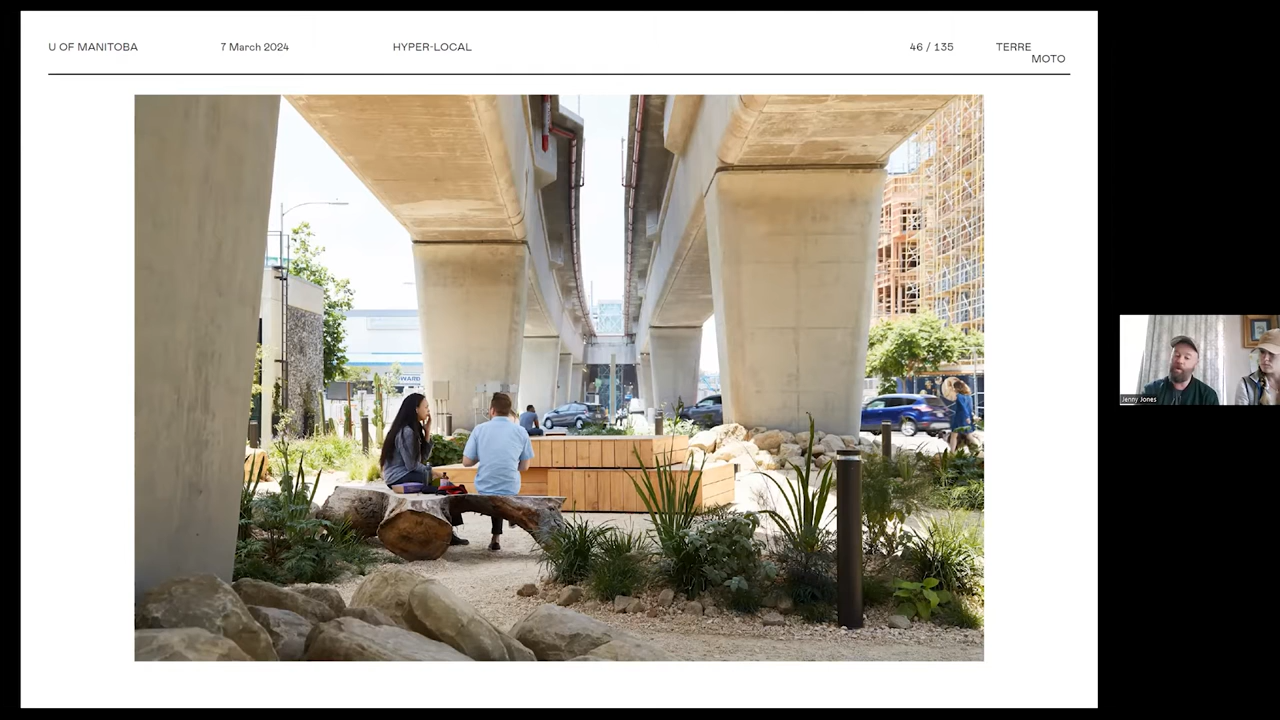 U OF MANITOBA
7 March 2024
HYPER-LOCAL
46 / 135
TERRE
MOTO
Jenny Jones